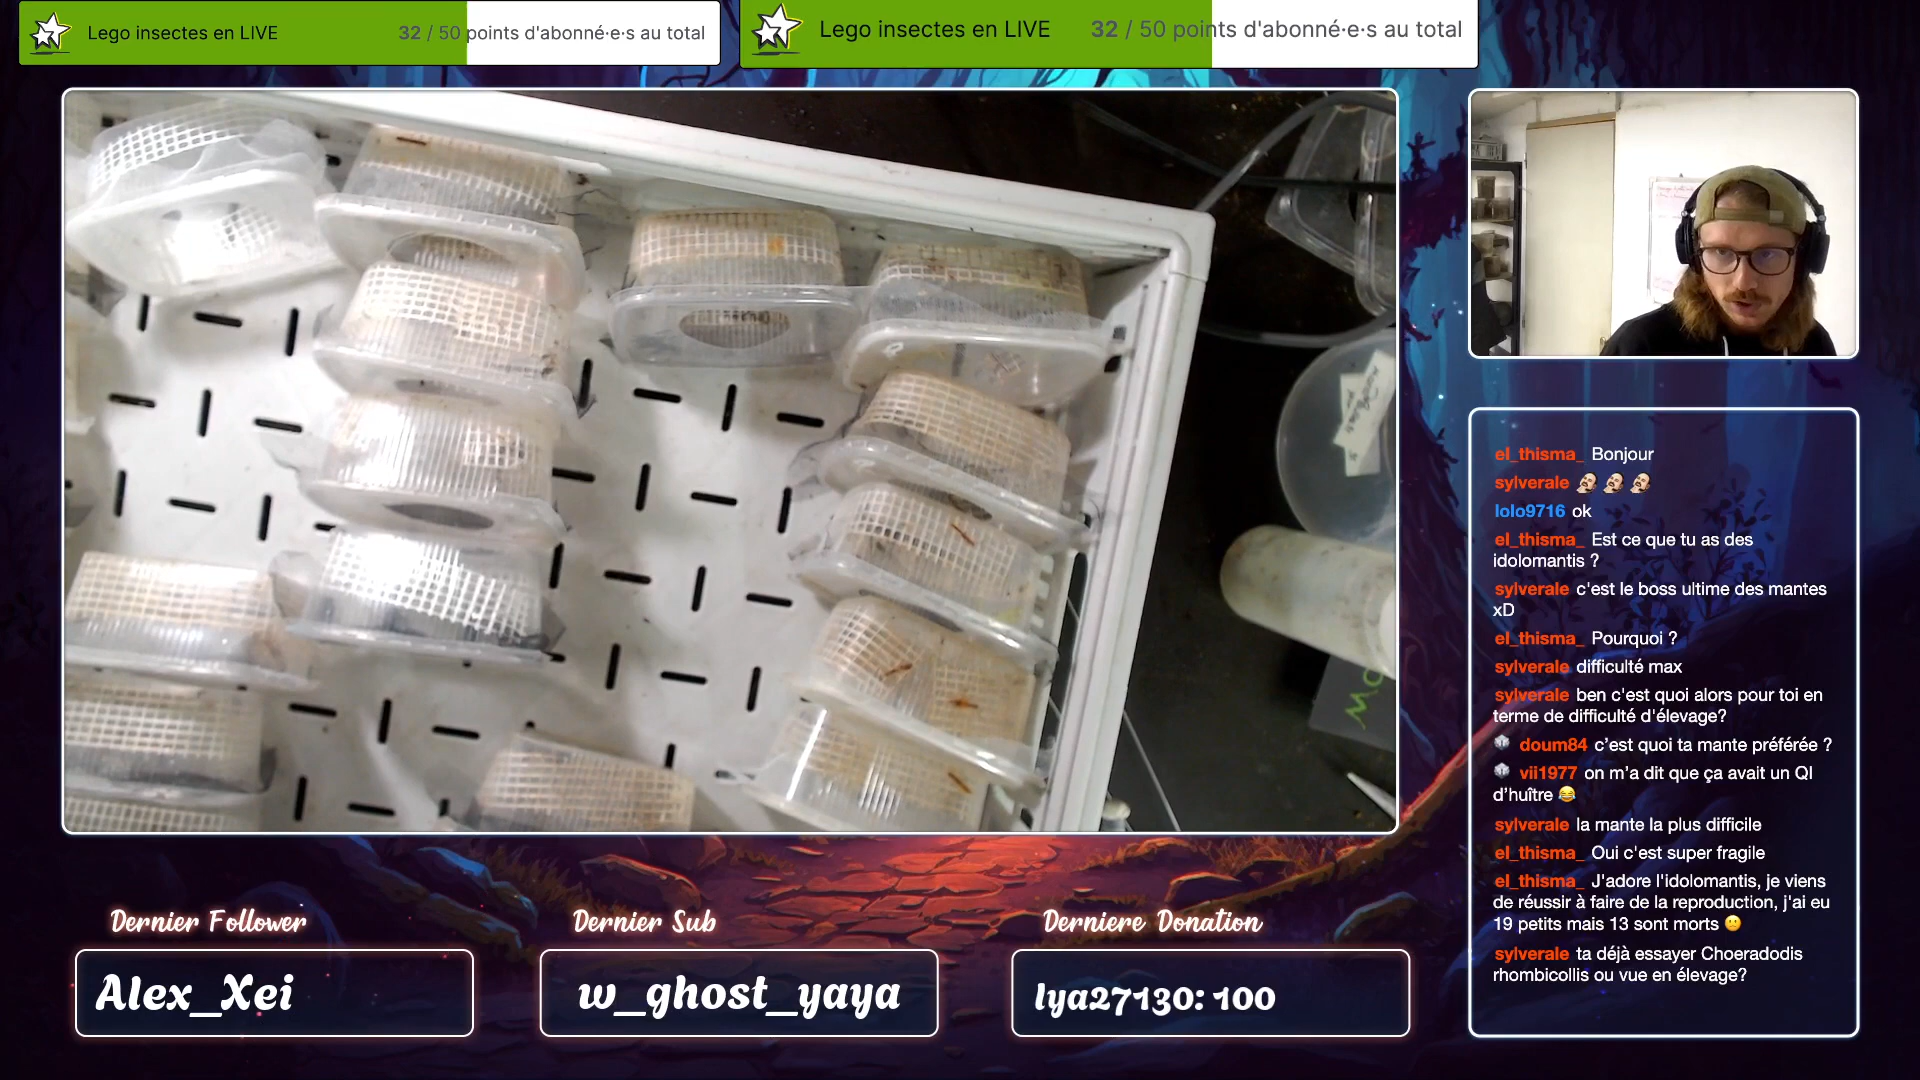 Lego insectes en LIVE 32 / 50 points d'abonné·e·s au total
Lego insectes en LIVE 32 / 50 points d'abonné·e·s au total
el_thisma_ Bonjour
sylverale
lolo9716 ok
el_thisma_ Est ce que tu as des
idolomantis ?
sylverale c'est le boss ultime des mantes
xD
el_thisma_ Pourquoi ?
sylverale difficulté max
sylverale ben c'est quoi alors pour toi en
terme de difficulté d'élevage?
doum84 c’est quoi ta mante préférée ?
vii1977 on m’a dit que ça avait un QI
d’huître 😂
sylverale la mante la plus difficile
el_thisma_ Oui c'est super fragile
el_thisma_ J'adore l'idolomantis, je viens
de réussir à faire de la reproduction, j'ai eu
19 petits mais 13 sont morts 🙁
sylverale ta déjà essayer Choeradodis
rhombicollis ou vue en élevage?
Dernier Follower
Alex_Xei
Dernier Sub
w_ghost_yaya
Derniere Donation
lya27130: 100